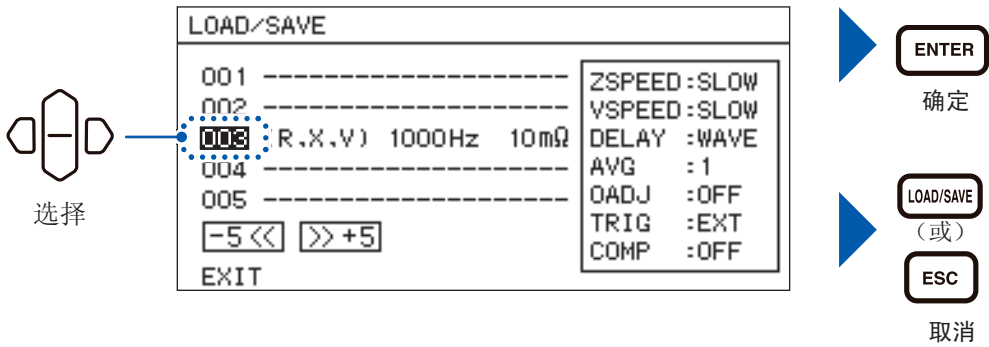 LOAD/SAVE
001 --------------------
002 --------------------
003 (R.X.V) 1000Hz 10mΩ
004 --------------------
005 --------------------
-5<< >>+5
EXIT
ZSPEED:SLOW
VSPEED:SLOW
DELAY :WAVE
AVG :1
OADJ :OFF
TRIG :EXT
COMP :OFF
选择
ENTER
确定
LOAD/SAVE
（或）
ESC
取消